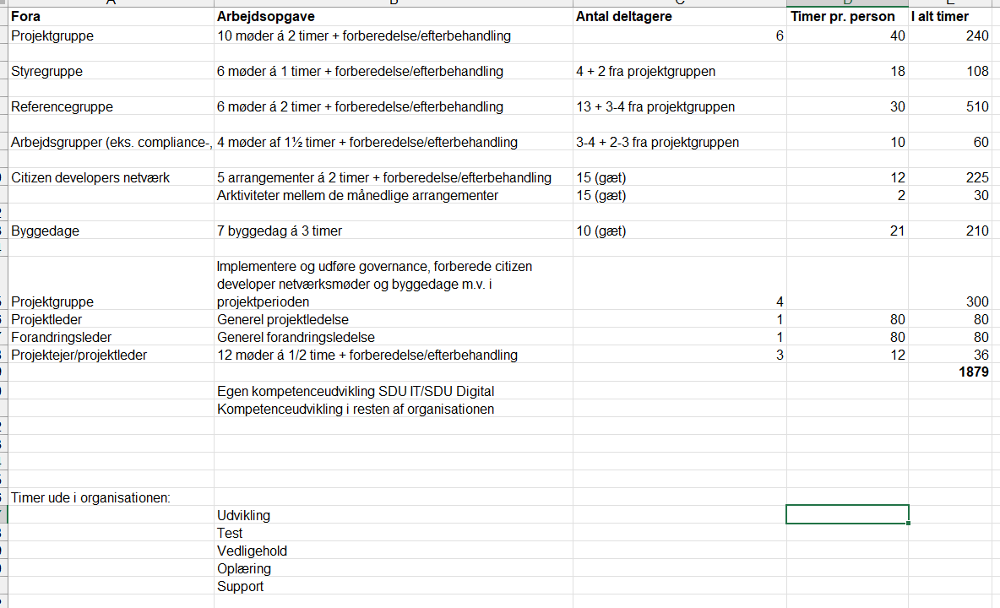 Fora Arbejdsopgave Antal deltagere Timer pr. person I alt timer
Projektgruppe 10 møder á 2 timer + forberedelse/efterbehandling 6 40 240
Styregruppe 6 møder á 1 timer + forberedelse/efterbehandling 4 + 2 fra projektgruppen 18 108
Referencegruppe 6 møder á 2 timer + forberedelse/efterbehandling 13 + 3-4 fra projektgruppen 30 510
Arbejdsgrupper (eks. compliance-, 4 møder af 1½ timer + forberedelse/efterbehandling 3-4 + 2-3 fra projektgruppen 10 60
Citizen developers netværk 5 arrangementer á 2 timer + forberedelse/efterbehandling 15 (gæt) 12 225
Arktiviteter mellem de månedlige arrangementer 15 (gæt) 2 30
Byggedage 7 byggedag á 3 timer 10 (gæt) 21 210
Implementere og udføre governance, forberede citizen
developer netværksmøder og byggedage m.v. i
Projektgruppe projektperioden 4 300
Projektleder Generel projektledelse 1 80 80
Forandringsleder Generel forandringsledelse 1 80 80
Projektejer/projektleder 12 møder á 1/2 time + forberedelse/efterbehandling 3 12 36
1879
Egen kompetenceudvikling SDU IT/SDU Digital
Kompetenceudvikling i resten af organisationen
Timer ude i organisationen:
Udvikling
Test
Vedligehold
Oplæring
Support